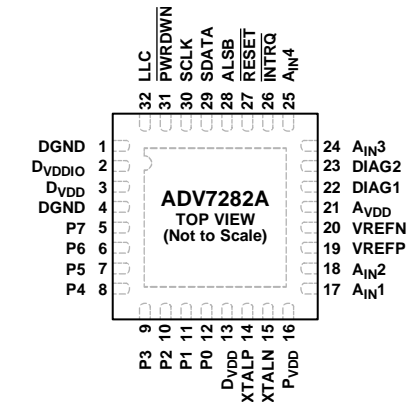 32 LLC
31 PWRDWN
30 SCLK
29 SDATA
28 ALSB
27 RESET
26 INTRQ
25 AIN4
DGND 1
DVDDIO 2
DVDD 3
DGND 4
P7 5
P6 6
P5 7
P4 8
ADV7282A
TOP VIEW
(Not to Scale)
24 AIN3
23 DIAG2
22 DIAG1
21 AVDD
20 VREFN
19 VREFP
18 AIN2
17 AIN1
P3 9
P2 10
P1 11
P0 12
DVDD 13
XTALP 14
XTALN 15
PVDD 16